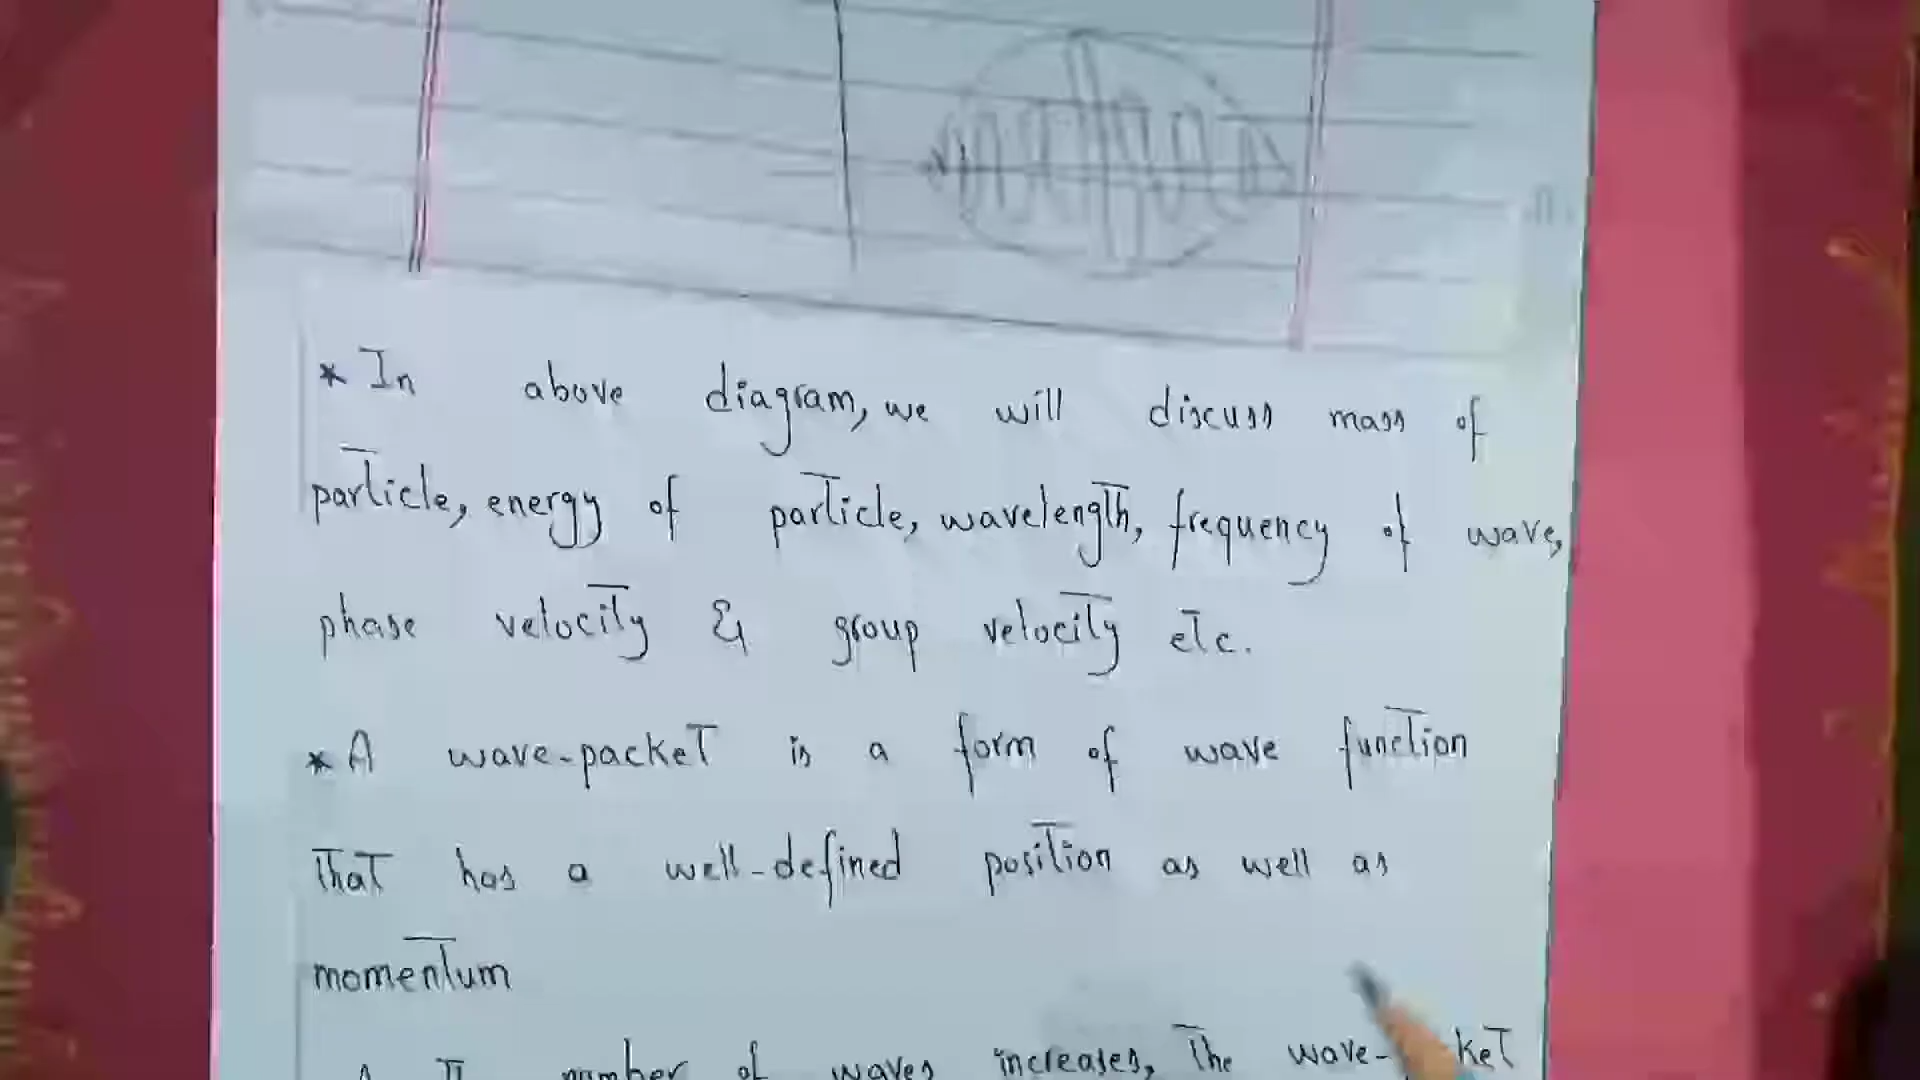 * In above diagram, we will discuss mass of
particle, energy of particle, wavelength, frequency of wave,
phase velocity & group velocity etc.
* A wave-packet is a form of wave function
that has a well-defined position as well as
momentum
number of waves increases, the wave-